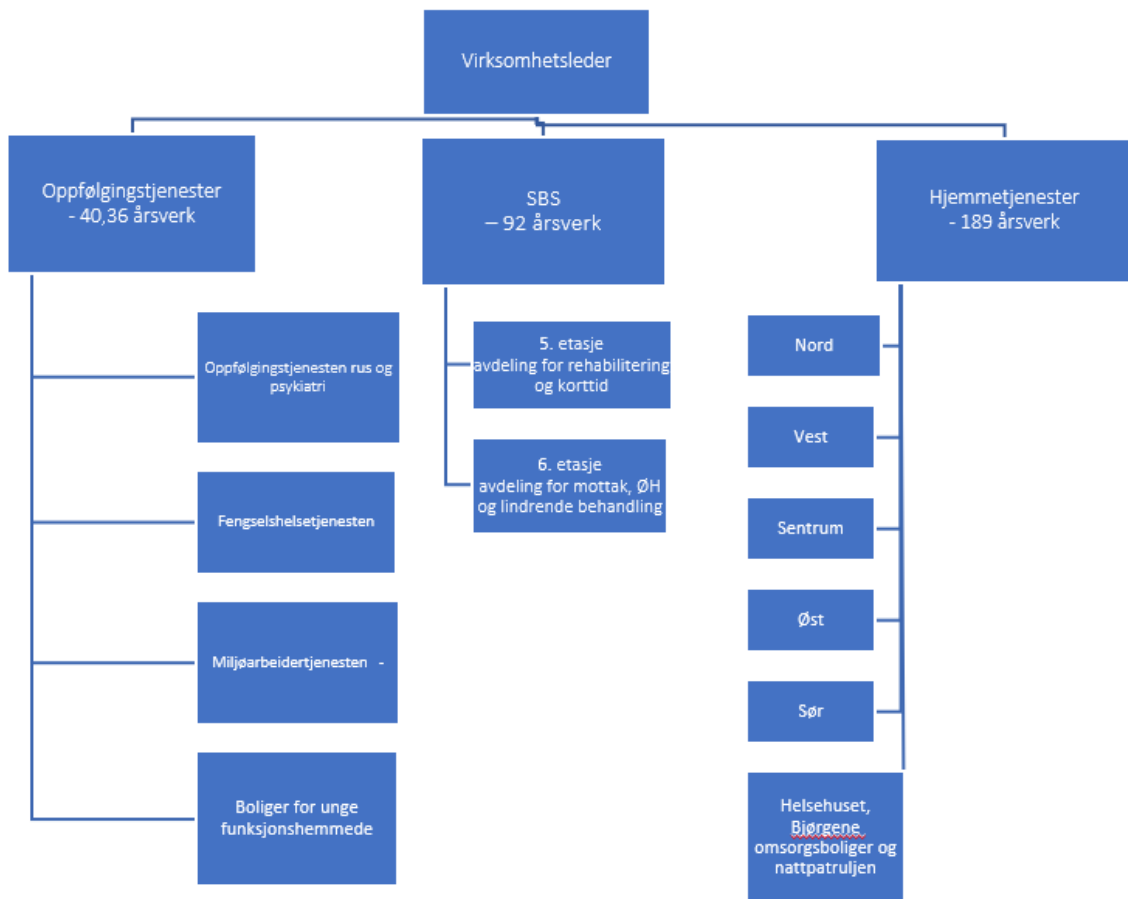 Virksomhetsleder
Oppfølgingstjenester
- 40,36 årsverk
SBS
– 92 årsverk
Hjemmetjenester
- 189 årsverk
Oppfølgingstjenesten rus og
psykiatri
Fengselshelsetjenesten
Miljøarbeidertjenesten -
Boliger for unge
funksjonshemmede
5. etasje
avdeling for rehabilitering
og korttid
6. etasje
avdeling for mottak, ØH
og lindrende behandling
Nord
Vest
Sentrum
Øst
Sør
Helsehuset,
Bjørgene
omsorgsboliger og
nattpatruljen